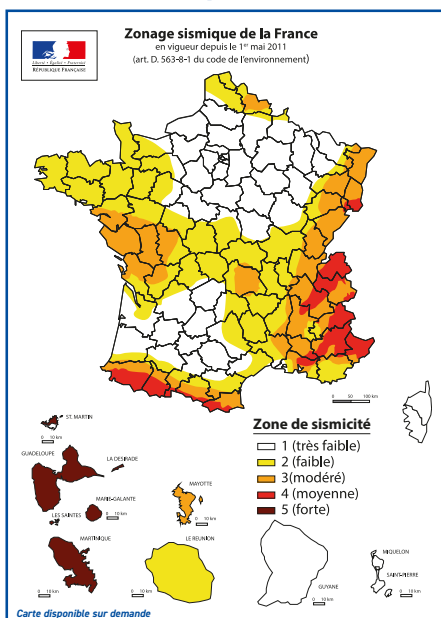 Zonage sismique de la France
en vigueur depuis le 1er mai 2011
(art. D. 563-8-1 du code de l'environnement)
Liberté • Égalité • Fraternité
RÉPUBLIQUE FRANÇAISE
0 50 100 km
Zone de sismicité
1 (très faible)
2 (faible)
3(modéré)
4 (moyenne)
5 (forte)
ST. MARTIN
0 10 km
GUADELOUPE
LA DESIRADE
MARIE-GALANTE
0 10 km
LES SAINTES
0 10 km
MAYOTTE
0 10 km
MARTINIQUE
0 10 km
LE REUNION
0 10 km
GUYANE
0 10 km
MIQUELON
SAINT-PIERRE
0 10 km
Carte disponible sur demande